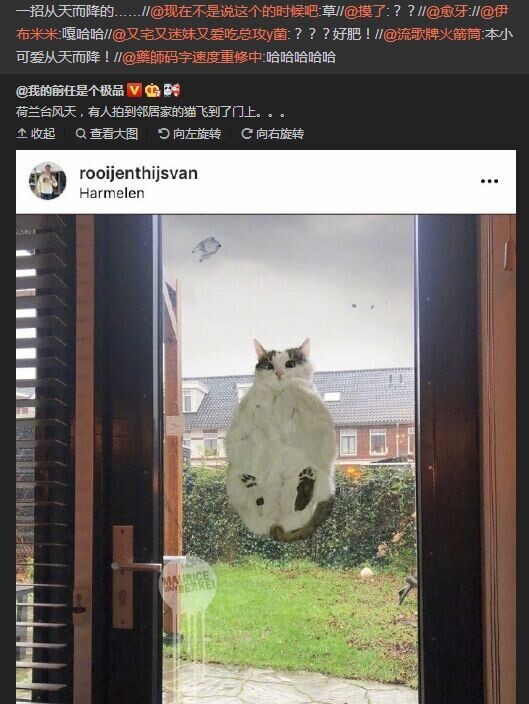 一招从天而降的……//@现在不是说这个的时候吧:草//@摸了:？？//@愈牙://@伊
布米米:嘎哈哈//@又宅又迷妹又爱吃总攻y菌:？？？好肥！//@流歌牌火箭筒:本小
可爱从天而降！//@藥師码字速度重修中:哈哈哈哈哈
@我的前任是个极品 V
荷兰台风天，有人拍到邻居家的猫飞到了门上。。。
收起 查看大图 向左旋转 向右旋转
rooijenthijsvan
Harmelen
MAURICE
VAN BERKEL